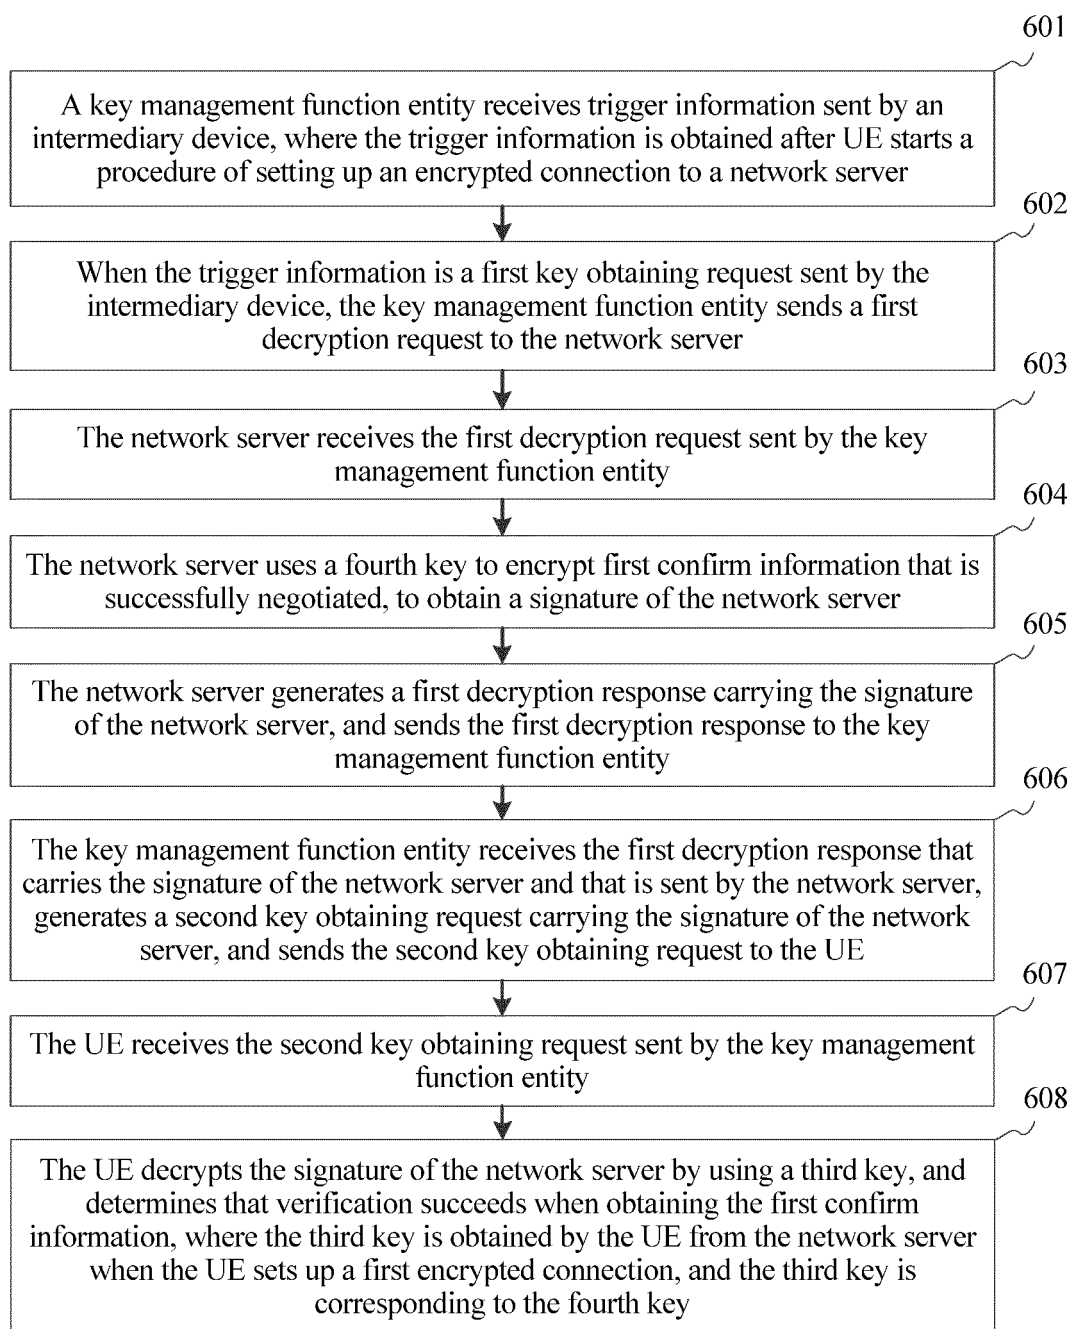 601
A key management function entity receives trigger information sent by an
intermediary device, where the trigger information is obtained after UE starts a
procedure of setting up an encrypted connection to a network server
602
When the trigger information is a first key obtaining request sent by the
intermediary device, the key management function entity sends a first
decryption request to the network server
603
The network server receives the first decryption request sent by the key
management function entity
604
The network server uses a fourth key to encrypt first confirm information that is
successfully negotiated, to obtain a signature of the network server
605
The network server generates a first decryption response carrying the signature
of the network server, and sends the first decryption response to the key
management function entity
606
The key management function entity receives the first decryption response that
carries the signature of the network server and that is sent by the network server,
generates a second key obtaining request carrying the signature of the network
server, and sends the second key obtaining request to the UE
607
The UE receives the second key obtaining request sent by the key management
function entity
608
The UE decrypts the signature of the network server by using a third key, and
determines that verification succeeds when obtaining the first confirm
information, where the third key is obtained by the UE from the network server
when the UE sets up a first encrypted connection, and the third key is
corresponding to the fourth key